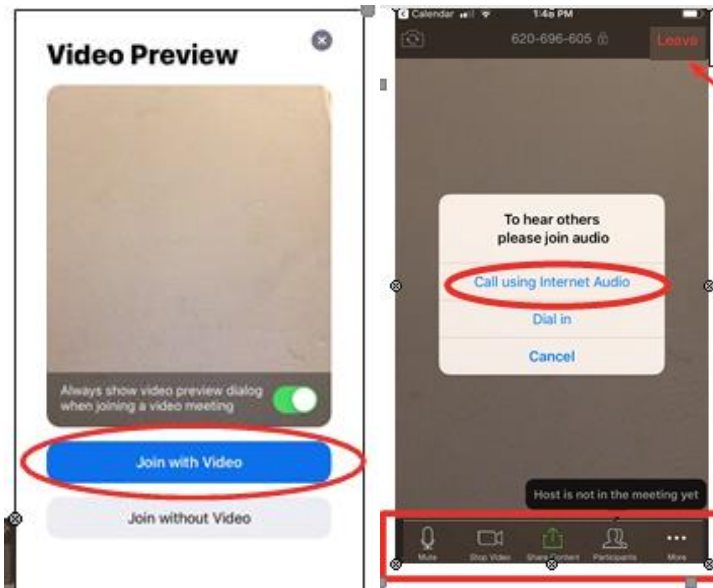 Video Preview
Always show video preview dialog
when joining a video meeting
Join with Video
Join without Video
Calendar
1:48 PM
620-696-605
Leave
To hear others
please join audio
Call using Internet Audio
Dial in
Cancel
Host is not in the meeting yet
Mute
Stop Video
Share Content
Participants
More